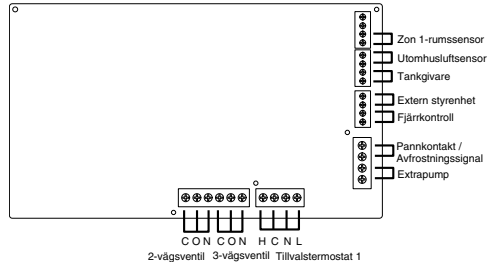 Zon 1-rumssensor
Utomhusluftsensor
Tankgivare
Extern styrenhet
Fjärrkontroll
Pannkontakt /
Avfrostningssignal
Extrapump
C O N C O N H C N L
2-vägsventil 3-vägsventil Tillvalstermostat 1